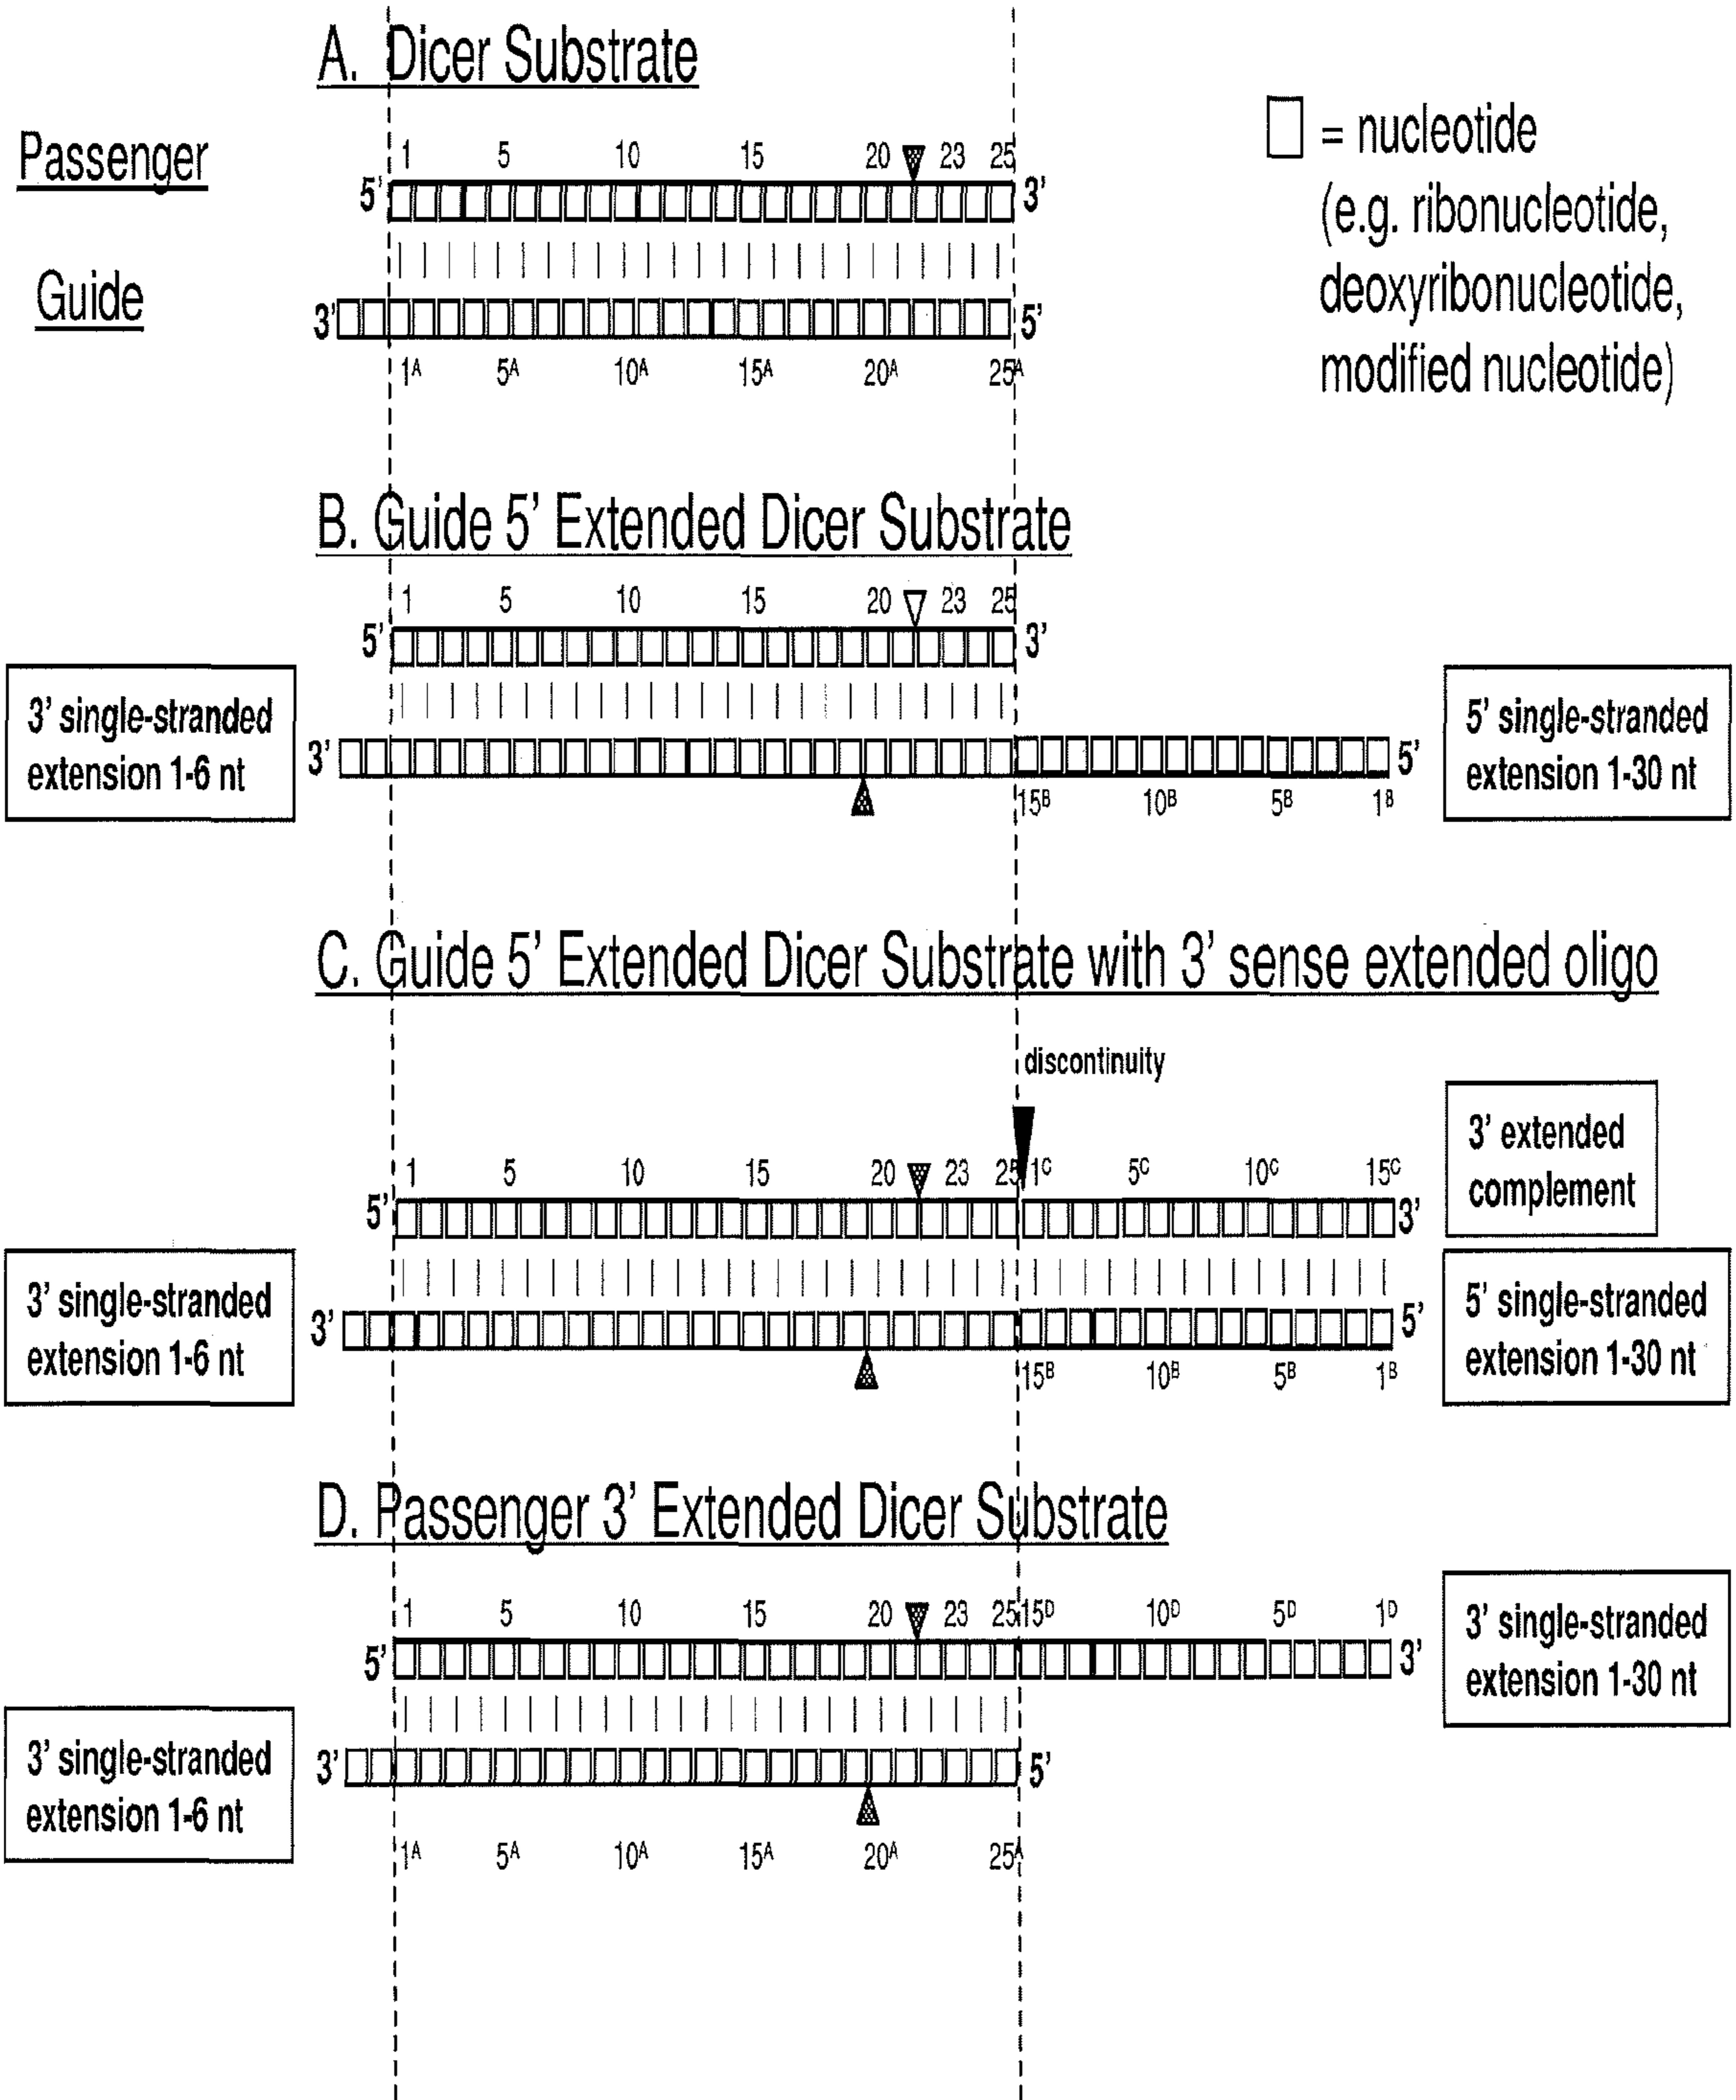 A. Dicer Substrate
Passenger
1 5 10 15 20 23 25
5' 3'
Guide
3' 5'
1ᴬ 5ᴬ 10ᴬ 15ᴬ 20ᴬ 25ᴬ
= nucleotide
(e.g. ribonucleotide,
deoxyribonucleotide,
modified nucleotide)
B. Guide 5' Extended Dicer Substrate
1 5 10 15 20 23 25
5' 3'
3' single-stranded
extension 1-6 nt
3' 5'
15ᴮ 10ᴮ 5ᴮ 1ᴮ
5' single-stranded
extension 1-30 nt
C. Guide 5' Extended Dicer Substrate with 3' sense extended oligo
discontinuity
1 5 10 15 20 23 25 1ᶜ 5ᶜ 10ᶜ 15ᶜ
5' 3'
3' extended
complement
3' single-stranded
extension 1-6 nt
3' 5'
15ᴮ 10ᴮ 5ᴮ 1ᴮ
5' single-stranded
extension 1-30 nt
D. Passenger 3' Extended Dicer Substrate
1 5 10 15 20 23 25 15ᴰ 10ᴰ 5ᴰ 1ᴰ
5' 3'
3' single-stranded
extension 1-30 nt
3' single-stranded
extension 1-6 nt
3' 5'
1ᴬ 5ᴬ 10ᴬ 15ᴬ 20ᴬ 25ᴬ